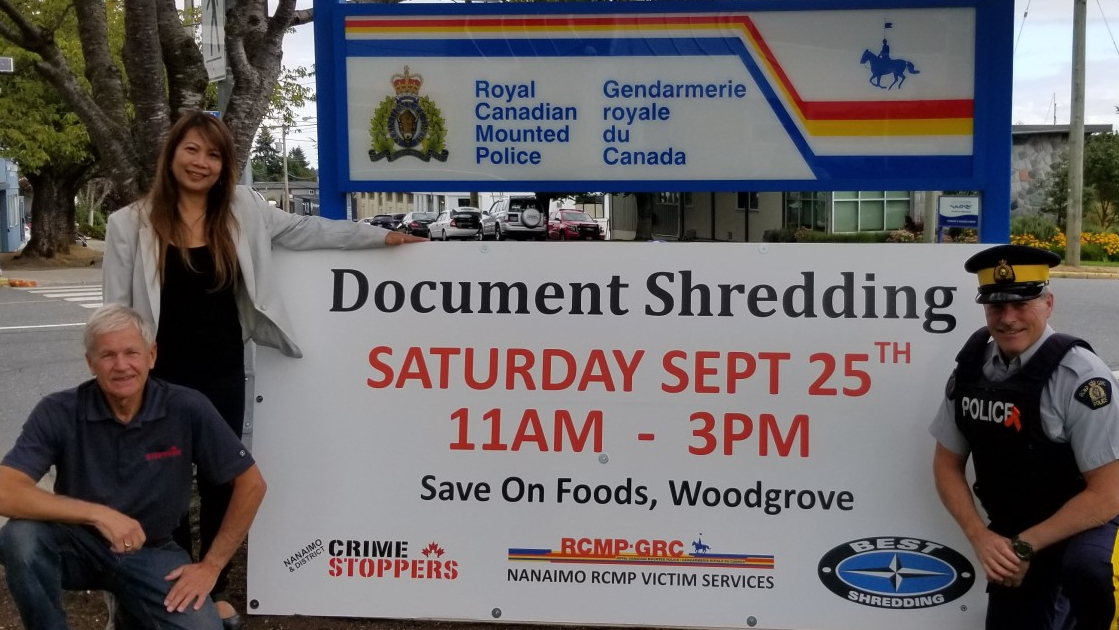 Royal
Canadian
Mounted
Police
Gendarmerie
royale
du
Canada
Document Shredding
SATURDAY SEPT 25TH
11AM - 3PM
Save On Foods, Woodgrove
NANAIMO
& DISTRICT
CRIME
STOPPERS
RCMP·GRC
NANAIMO RCMP VICTIM SERVICES
BEST
SHREDDING
POLICE